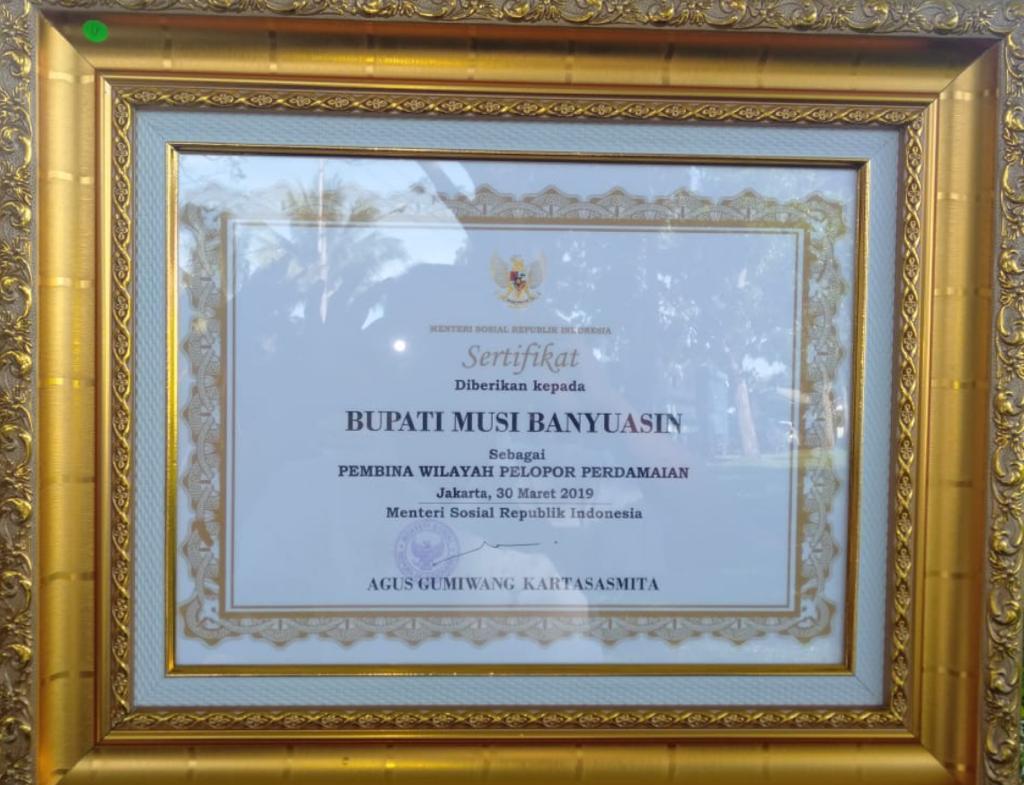 MENTERI SOSIAL REPUBLIK INDONESIA
Sertifikat
Diberikan kepada
BUPATI MUSI BANYUASIN
Sebagai
PEMBINA WILAYAH PELOPOR PERDAMAIAN
Jakarta, 30 Maret 2019
Menteri Sosial Republik Indonesia
AGUS GUMIWANG KARTASASMITA